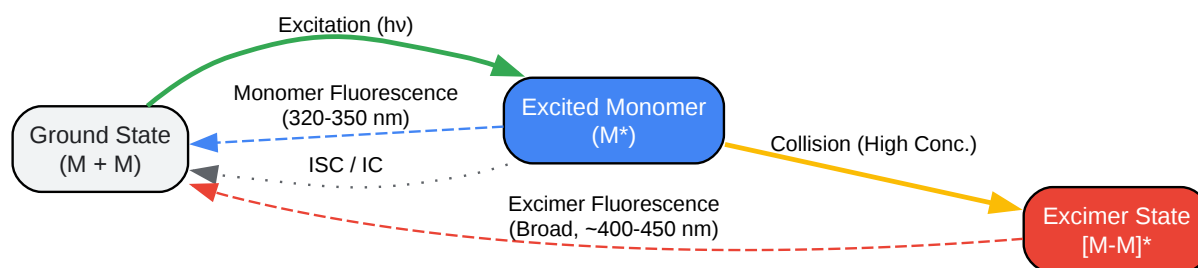 Excitation (hν)
Monomer Fluorescence
(320-350 nm)
Excited Monomer
(M*)
Ground State
(M + M)
ISC / IC
Collision (High Conc.)
Excimer Fluorescence
(Broad, ~400-450 nm)
Excimer State
[M-M]*